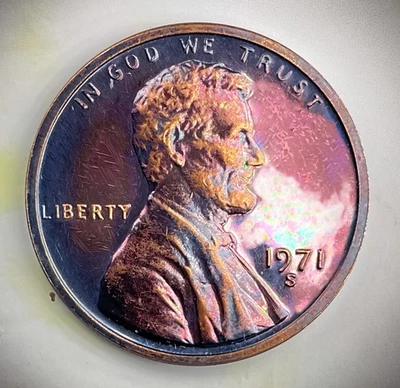 IN GOD WE TRUST
LIBERTY
1971
S